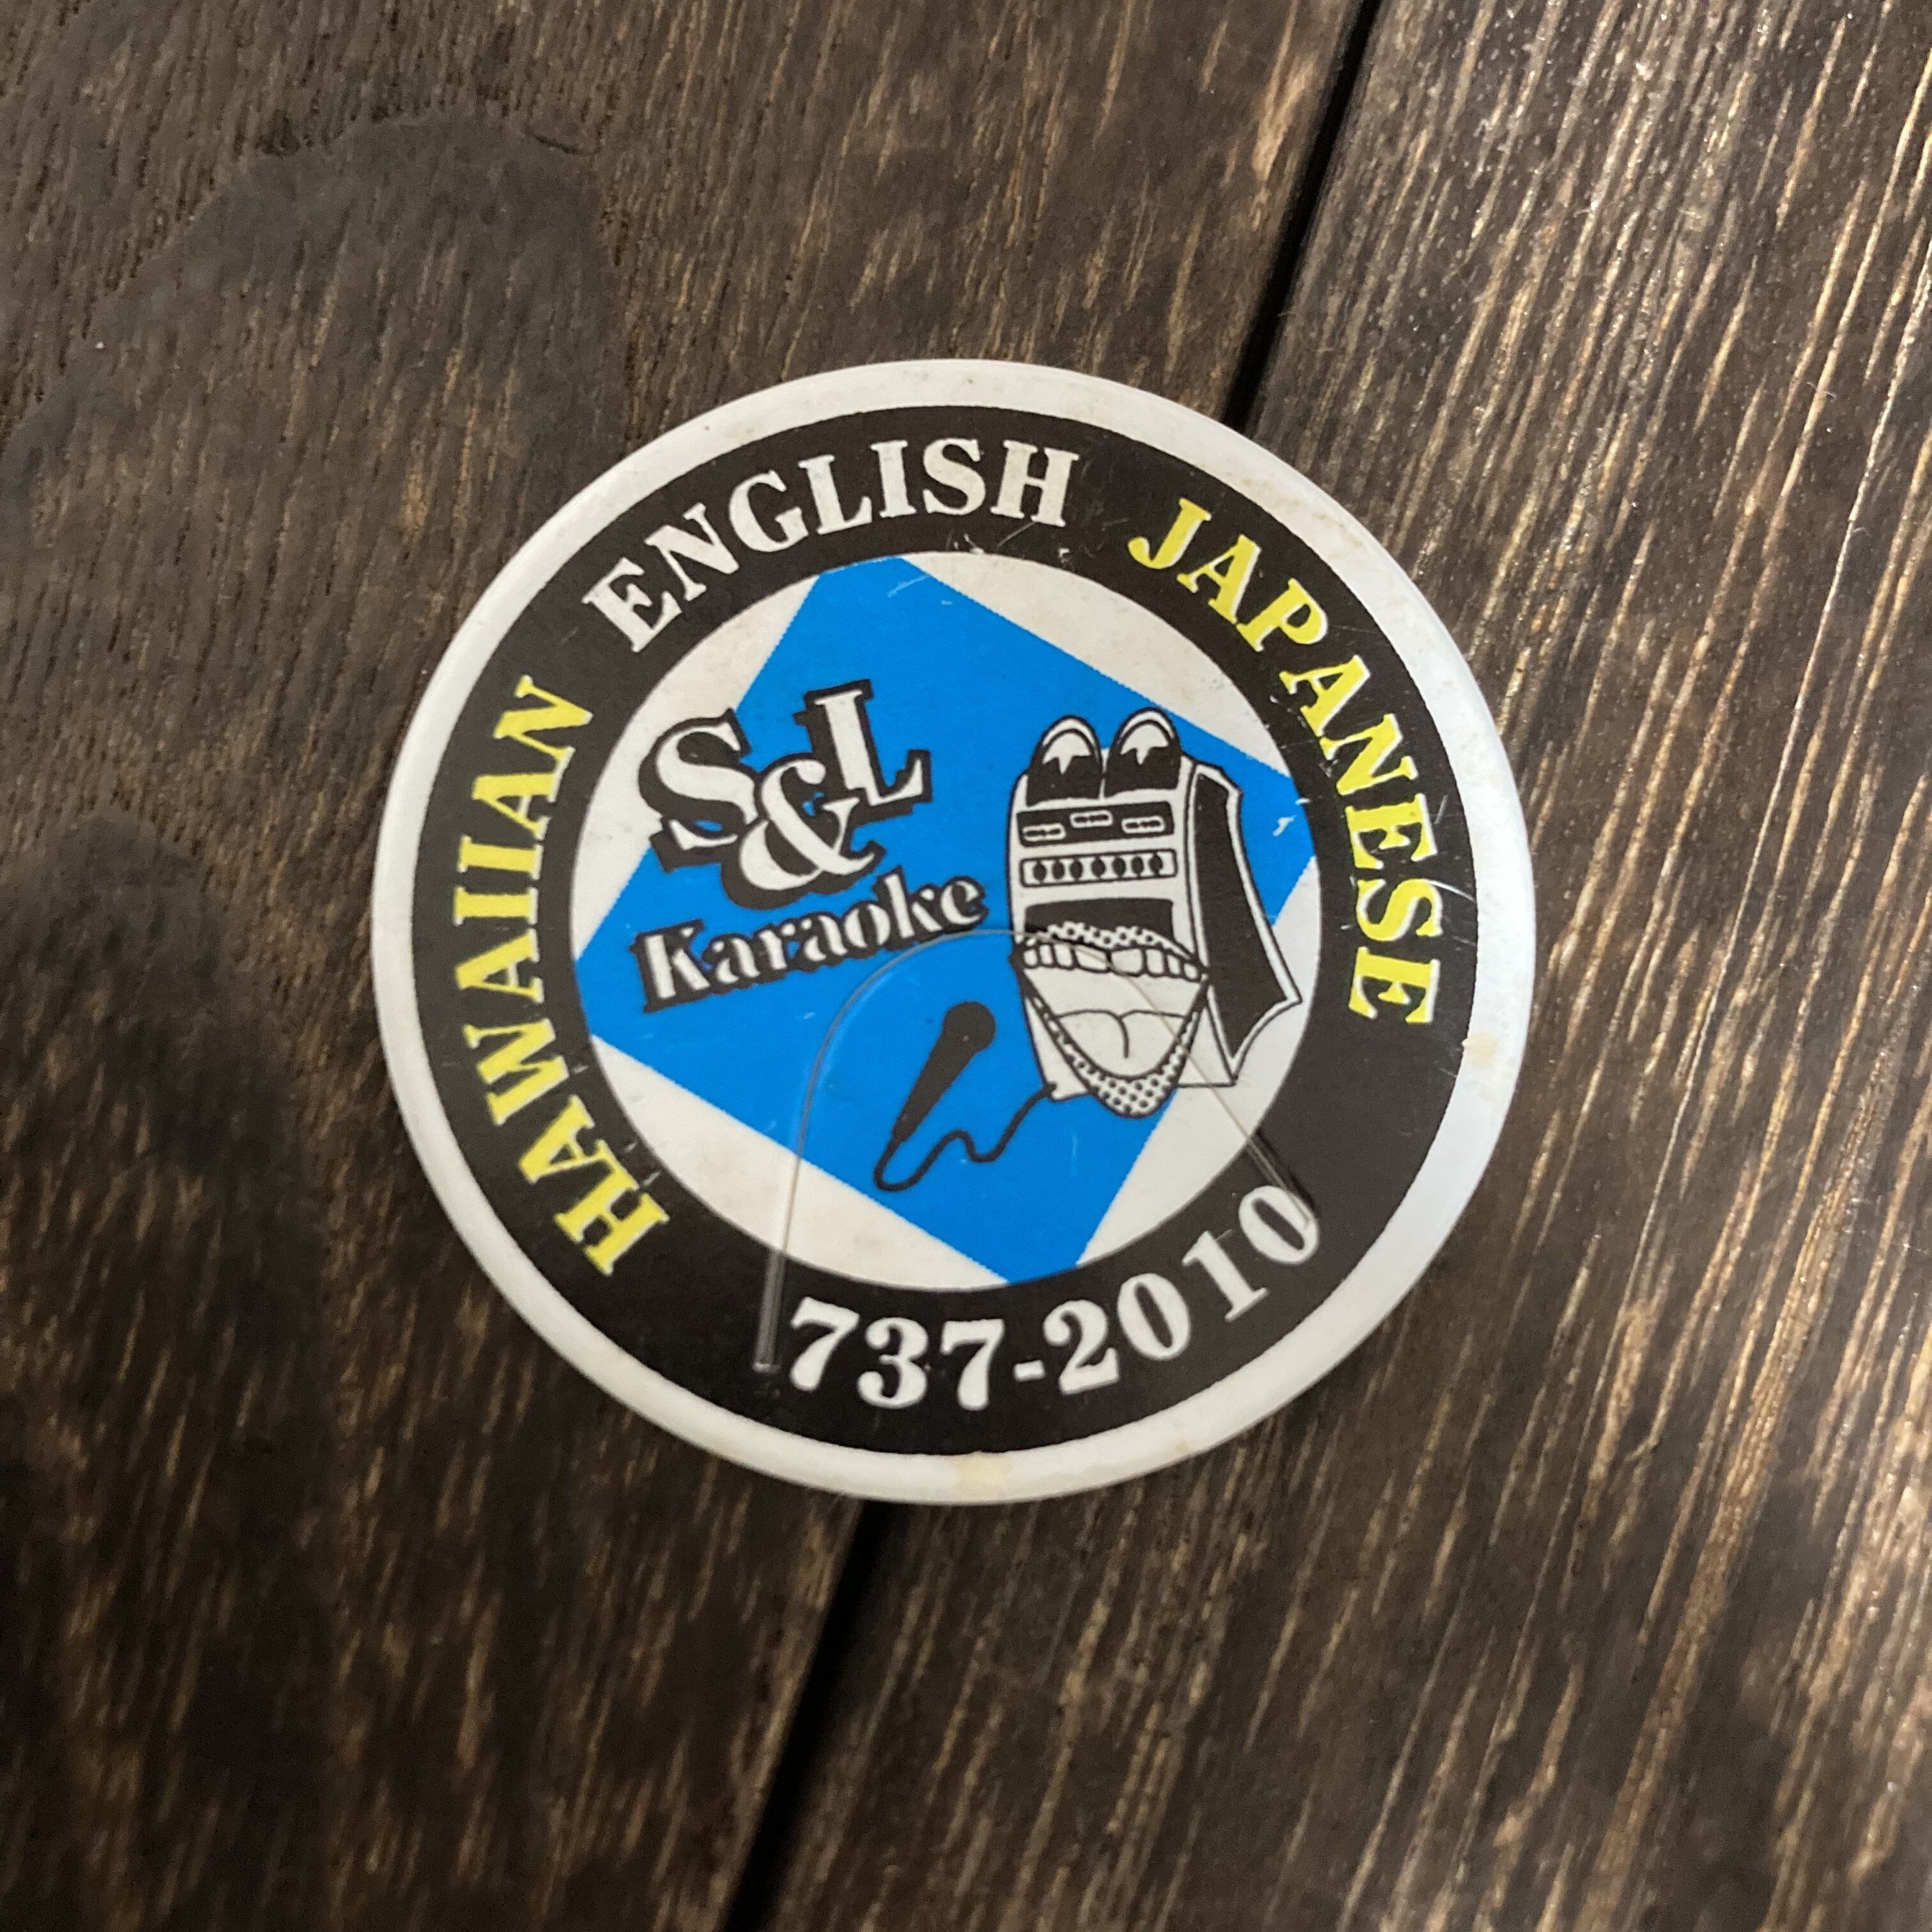 HAWAIIAN ENGLISH JAPANESE
S&L
Karaoke
737-2010